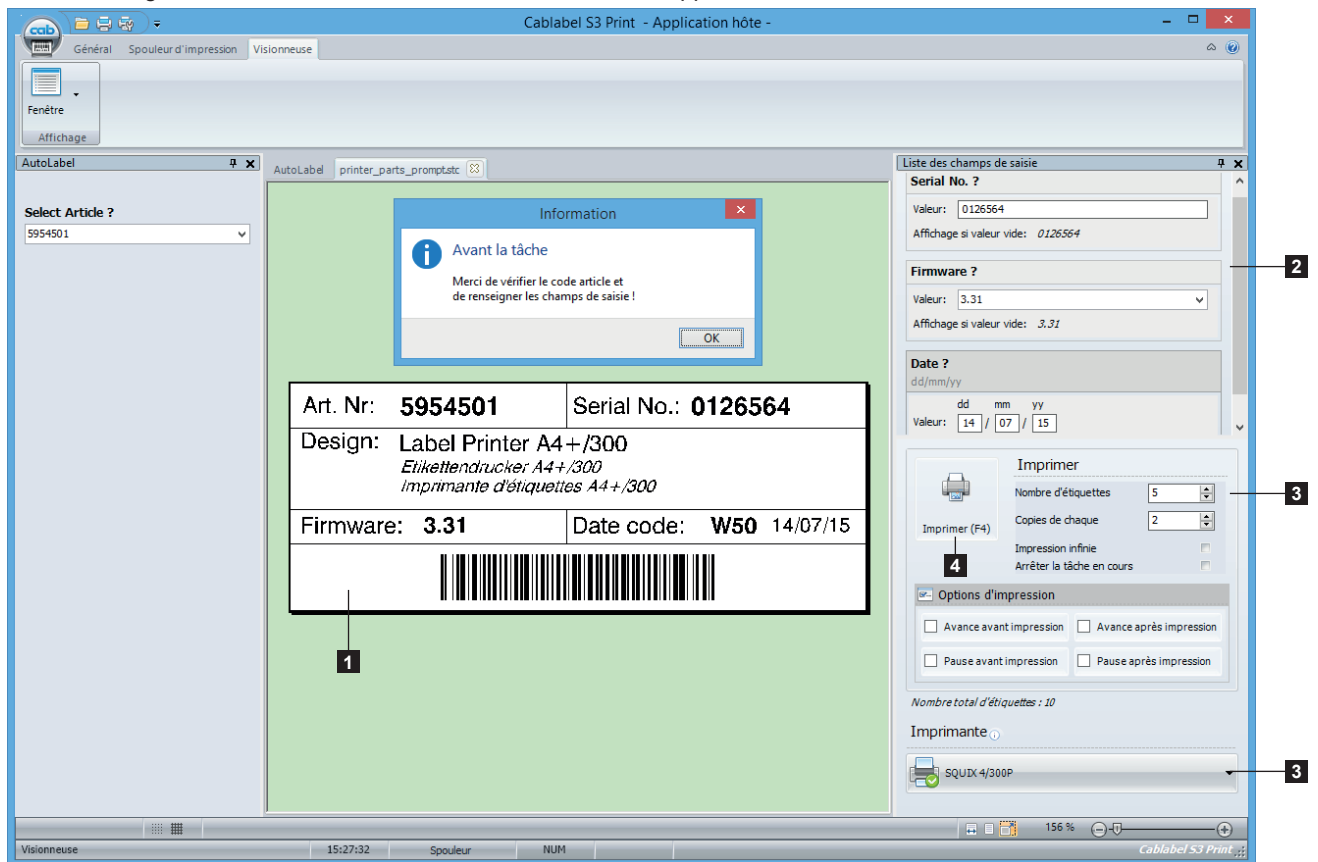 Cablabel S3 Print - Application hôte -
cab
Général Spouleur d'impression Visionneuse
Fenêtre
Affichage
AutoLabel
Select Article ?
5954501
AutoLabel printer_parts_prompt.stc
Information
Avant la tâche
Merci de vérifier le code article et
de renseigner les champs de saisie !
OK
Art. Nr: 5954501 Serial No.: 0126564
Design: Label Printer A4+/300
Etikettendrucker A4+/300
Imprimante d'étiquettes A4+/300
Firmware: 3.31 Date code: W50 14/07/15
1
Liste des champs de saisie
Serial No. ?
Valeur: 0126564
Affichage si valeur vide: 0126564
2
Firmware ?
Valeur: 3.31
Affichage si valeur vide: 3.31
Date ?
dd/mm/yy
dd mm yy
Valeur: 14 / 07 / 15
Imprimer
Imprimer (F4)
4
Nombre d'étiquettes 5
3
Copies de chaque 2
Impression infinie
Arrêter la tâche en cours
Options d'impression
Avance avant impression Avance après impression
Pause avant impression Pause après impression
Nombre total d'étiquettes : 10
Imprimante
SQUIX 4/300P
3
156 %
Visionneuse 15:27:32 Spouleur NUM Cablabel S3 Print